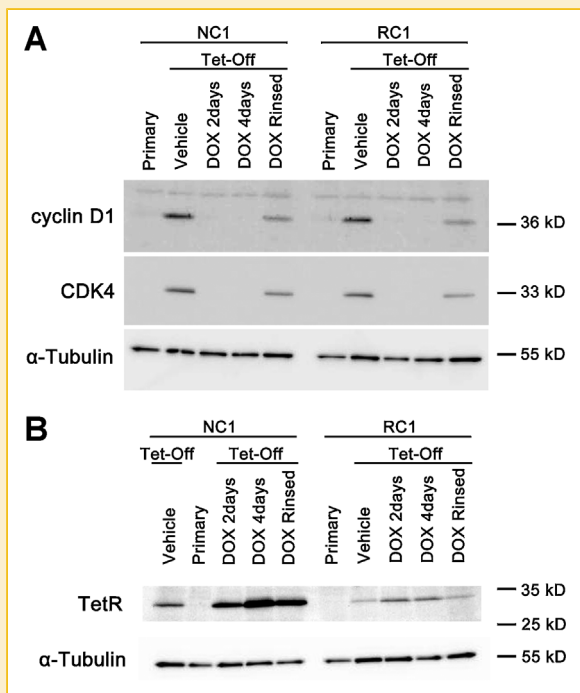 A
NC1 RC1
Tet-Off Tet-Off
Primary Vehicle DOX 2days DOX 4days DOX Rinsed Primary Vehicle DOX 2days DOX 4days DOX Rinsed
cyclin D1 36 kD
CDK4 33 kD
α-Tubulin 55 kD
B
NC1 RC1
Tet-Off Tet-Off Tet-Off
Vehicle Primary DOX 2days DOX 4days DOX Rinsed Primary Vehicle DOX 2days DOX 4days DOX Rinsed
35 kD
TetR
25 kD
α-Tubulin 55 kD